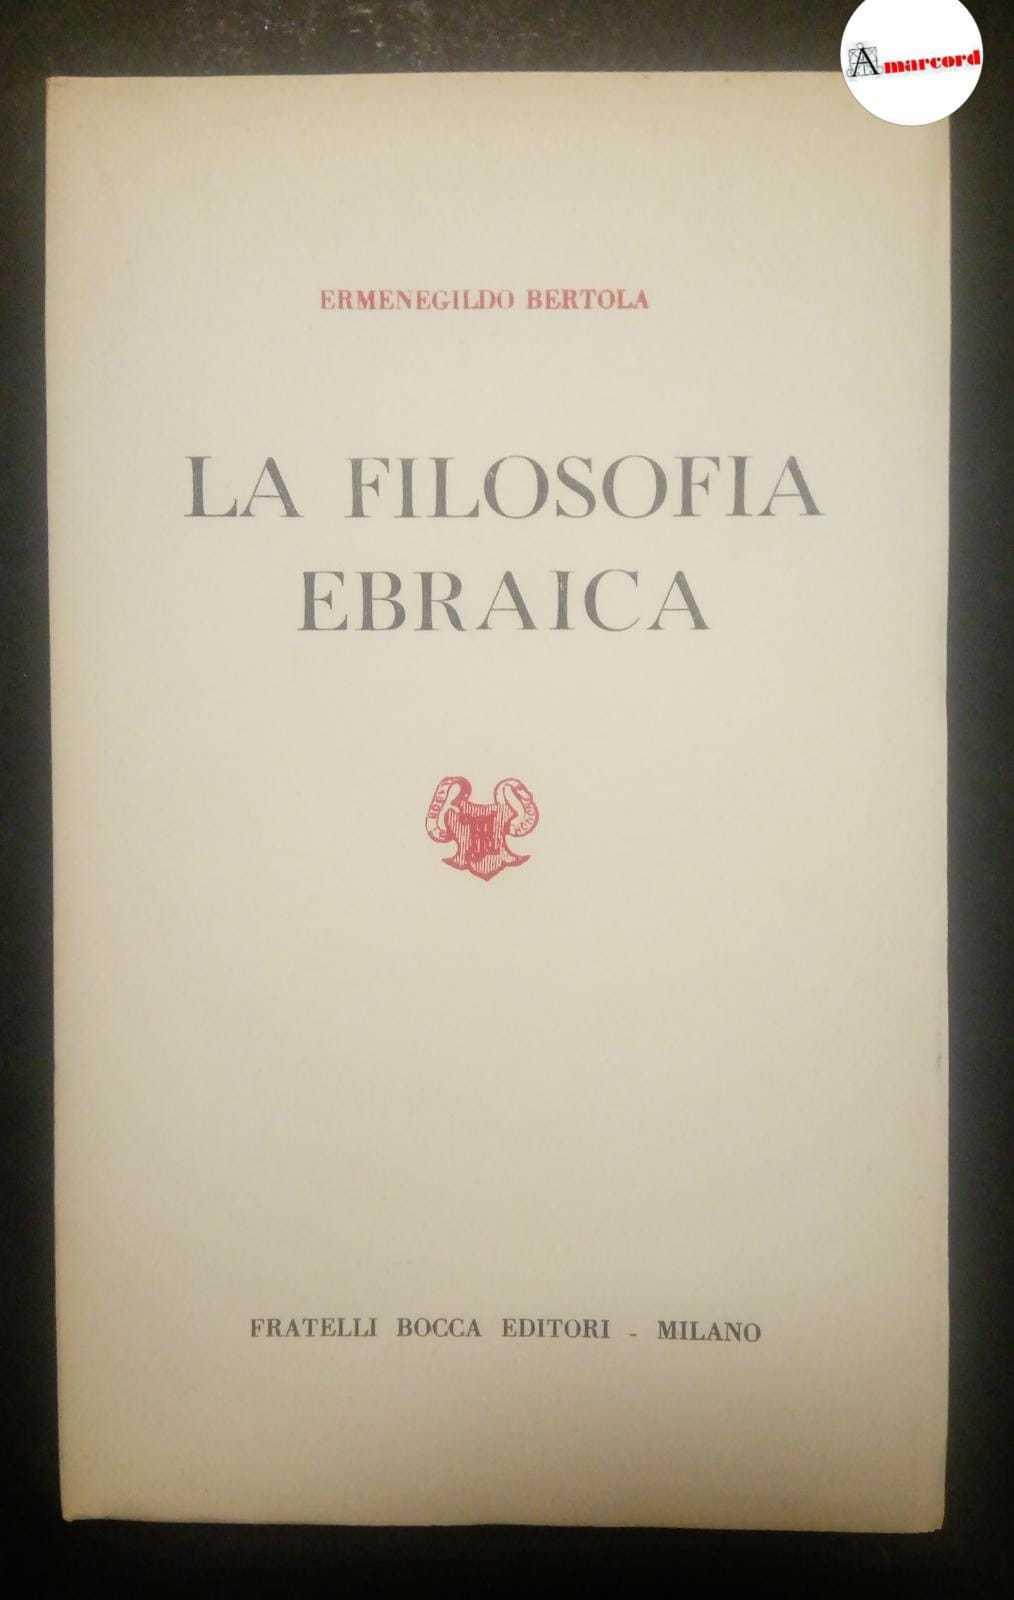 Amarcord
ERMENEGILDO BERTOLA
LA FILOSOFIA
EBRAICA
FRATELLI BOCCA EDITORI - MILANO